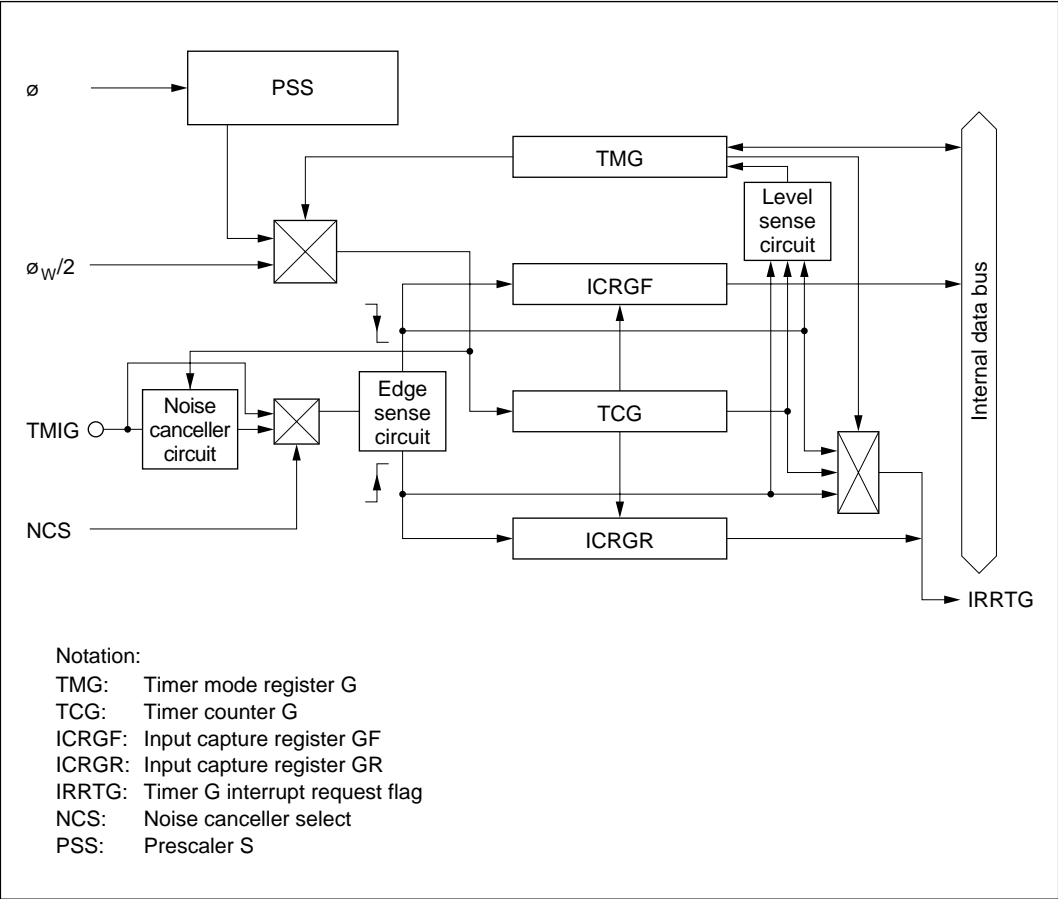 ø
PSS
TMG
Level
sense
circuit
ø W/2
ICRGF
Internal data bus
Edge
sense
circuit
Noise
canceller
circuit
TCG
TMIG
NCS
ICRGR
IRRTG
Notation:
TMG: Timer mode register G
TCG: Timer counter G
ICRGF: Input capture register GF
ICRGR: Input capture register GR
IRRTG: Timer G interrupt request flag
NCS: Noise canceller select
PSS: Prescaler S